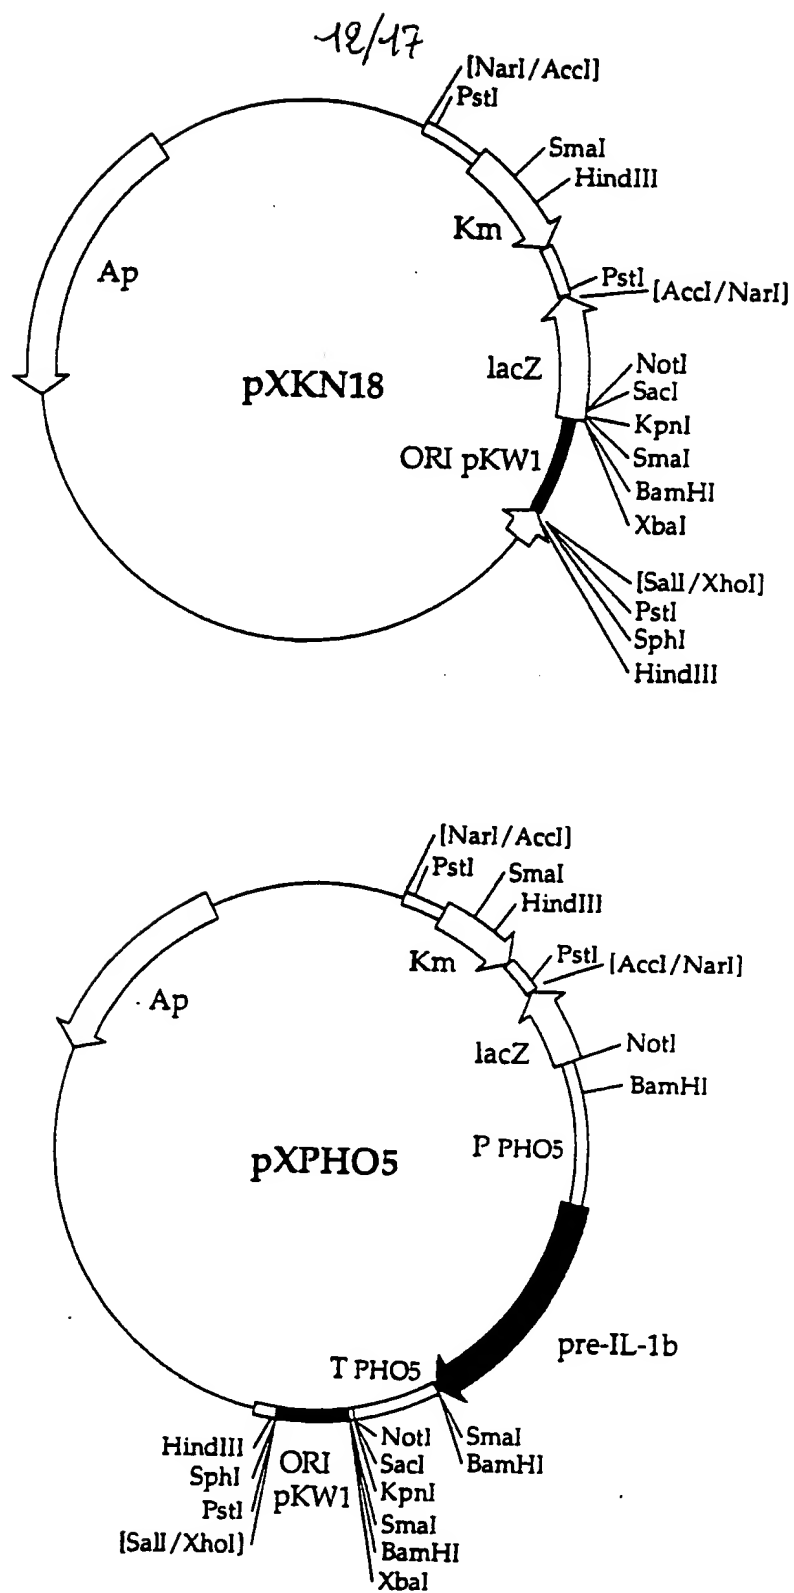 12/17
[NarI/AccI]
PstI
SmaI
HindIII
Km
Ap
PstI
[AccI/NarI]
lacZ
pXKN18
NotI
SacI
KpnI
ORI pKW1
SmaI
BamHI
XbaI
[SalI/XhoI]
PstI
SphI
HindIII
[NarI/AccI]
PstI
SmaI
HindIII
Km
PstI
[AccI/NarI]
Ap
lacZ
NotI
BamHI
P PHO5
pXPHO5
pre-IL-1b
T PHO5
SmaI
BamHI
NotI
SacI
KpnI
SmaI
BamHI
XbaI
HindIII
SphI
PstI
[SalI/XhoI]
ORI
pKW1